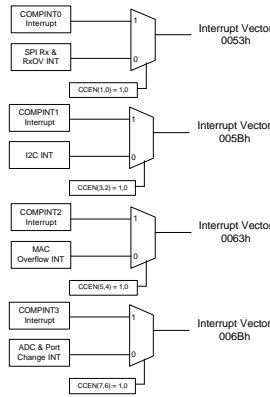 COMPINT0
Interrupt
1
Interrupt Vector
0053h
SPI Rx &
RxOV INT
0
CCEN(1,0) = 1,0
COMPINT1
Interrupt
1
Interrupt Vector
005Bh
I2C INT
0
CCEN(3,2) = 1,0
COMPINT2
Interrupt
1
Interrupt Vector
0063h
MAC
Overflow INT
0
CCEN(5,4) = 1,0
COMPINT3
Interrupt
1
Interrupt Vector
006Bh
ADC & Port
Change INT
0
CCEN(7,6) = 1,0